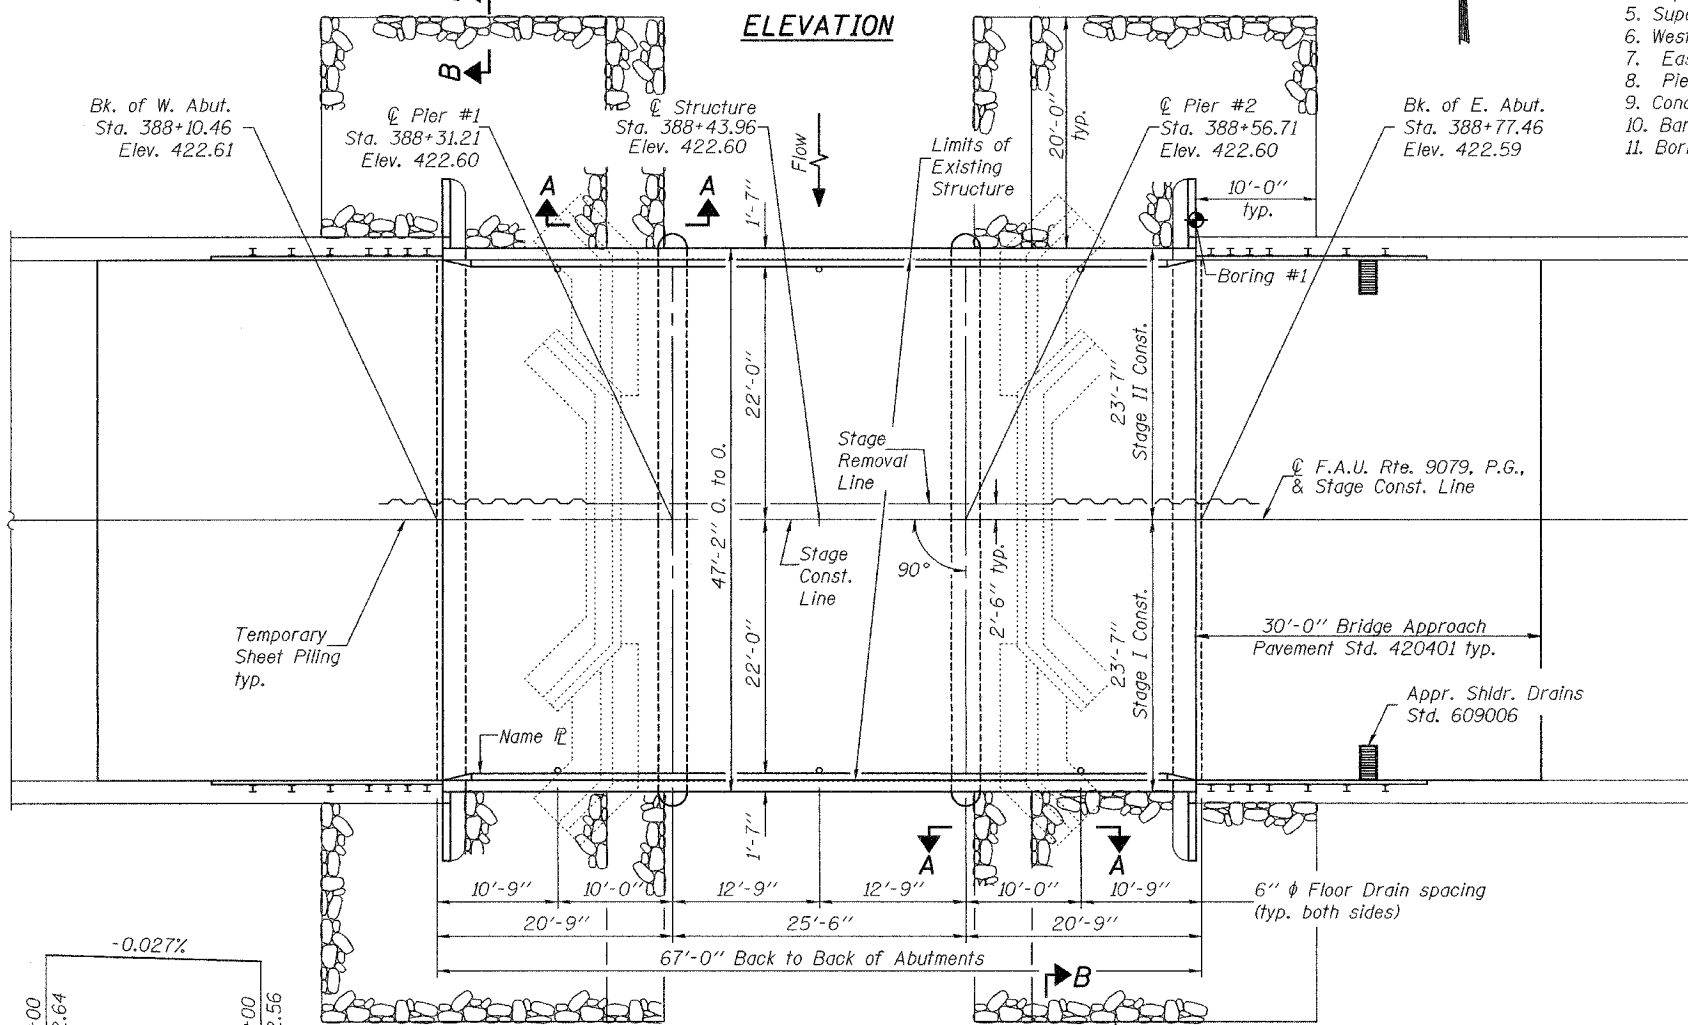 ELEVATION
B
5. Supe
6. West
7. Eas
8. Pie
9. Conc
10. Bar
11. Bori
Bk. of W. Abut.
Sta. 388+10.46
Elev. 422.61
℄ Pier #1
Sta. 388+31.21
Elev. 422.60
℄ Structure
Sta. 388+43.96
Elev. 422.60
Flow
Limits of
Existing
Structure
20'-0"
typ.
℄ Pier #2
Sta. 388+56.71
Elev. 422.60
Bk. of E. Abut.
Sta. 388+77.46
Elev. 422.59
10'-0"
typ.
A
A
1'-7"
Boring #1
22'-0"
47'-2" O. to O.
Stage
Removal
Line
23'-7"
Stage II Const.
℄ F.A.U. Rte. 9079, P.G.,
& Stage Const. Line
Stage
Const.
Line
90°
2'-6" typ.
22'-0"
23'-7"
Stage I Const.
Temporary
Sheet Piling
typ.
30'-0" Bridge Approach
Pavement Std. 420401 typ.
Appr. Shldr. Drains
Std. 609006
Name ℙL
1'-7"
A
A
10'-9"
10'-0"
12'-9"
12'-9"
10'-0"
10'-9"
6" ϕ Floor Drain spacing
(typ. both sides)
20'-9"
25'-6"
20'-9"
67'-0" Back to Back of Abutments
B
-0.027%
+00
2.64
+00
2.56